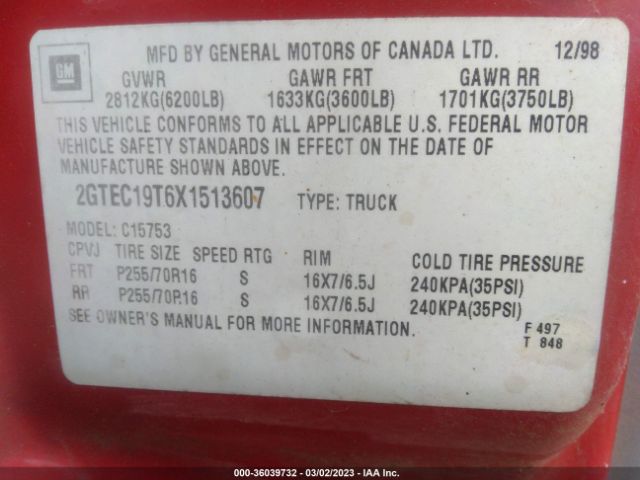 GM
MFD BY GENERAL MOTORS OF CANADA LTD. 12/98
GVWR GAWR FRT GAWR RR
2812KG(6200LB) 1633KG(3600LB) 1701KG(3750LB)
THIS VEHICLE CONFORMS TO ALL APPLICABLE U.S. FEDERAL MOTOR
VEHICLE SAFETY STANDARDS IN EFFECT ON THE DATE OF
MANUFACTURE SHOWN ABOVE.
2GTEC19T6X1513607 TYPE: TRUCK
MODEL: C15753
CPVJ TIRE SIZE SPEED RTG RIM COLD TIRE PRESSURE
FRT P255/70R16 S 16X7/6.5J 240KPA(35PSI)
RR P255/70R16 S 16X7/6.5J 240KPA(35PSI)
SEE OWNER'S MANUAL FOR MORE INFORMATION.
F 497
T 848
000-36039732 - 03/02/2023 - IAA Inc.